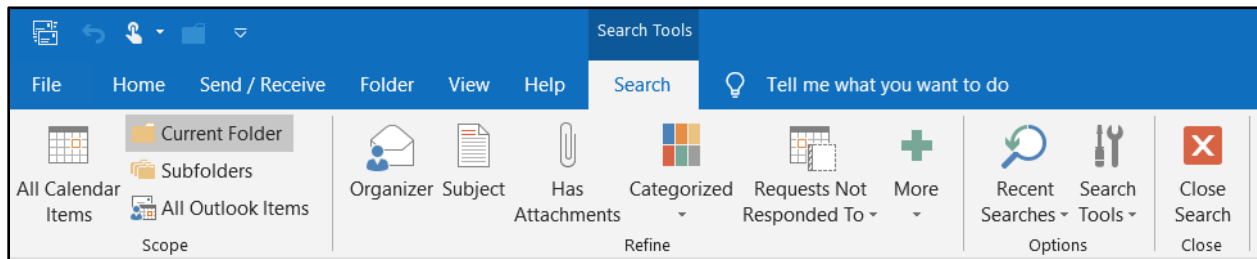 Search Tools
File Home Send / Receive Folder View Help Search Tell me what you want to do
All Calendar
Items
Current Folder
Subfolders
All Outlook Items
Scope
Organizer
Subject
Has
Attachments
Categorized
Requests Not
Responded To
More
Refine
Recent
Searches
Search
Tools
Options
Close
Search
Close